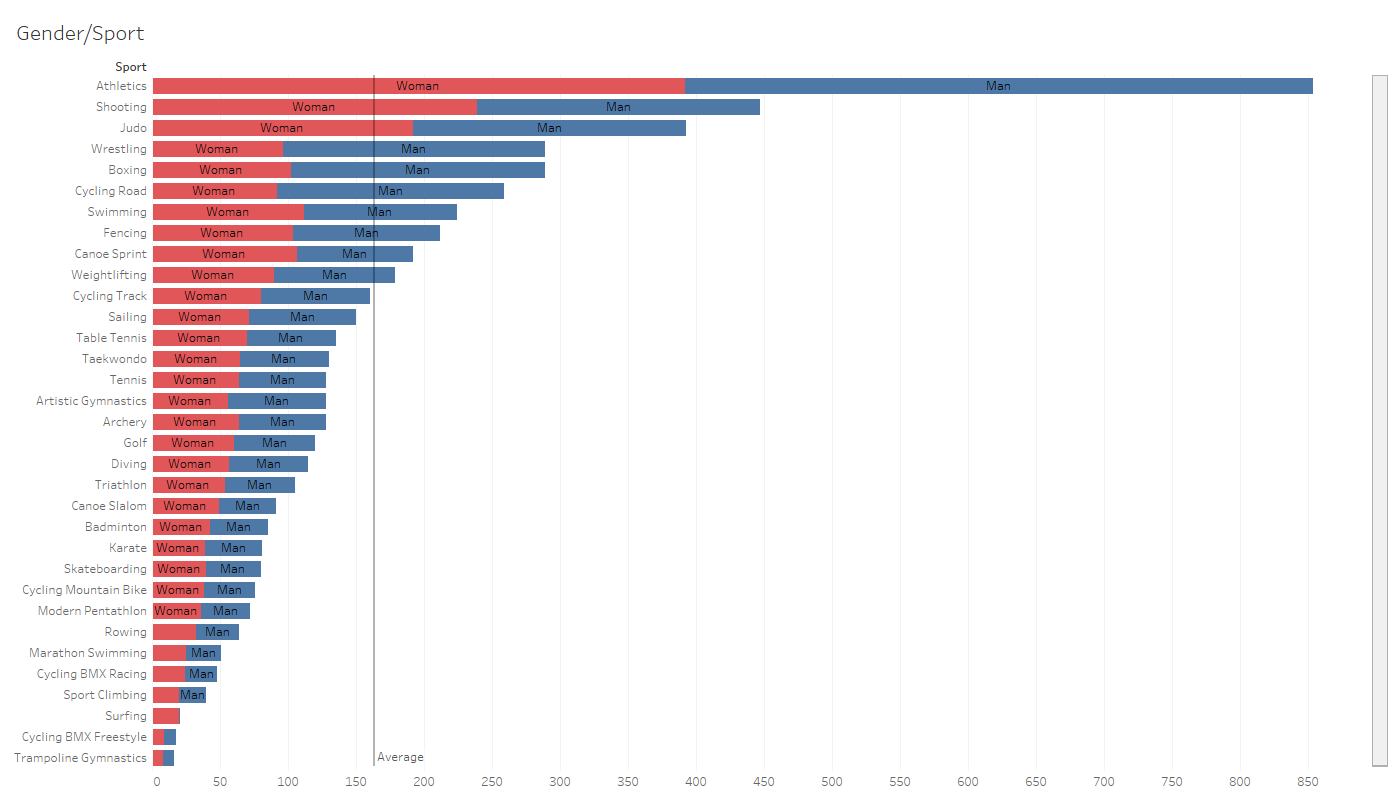 Gender/Sport
Sport
Athletics Woman Man
Shooting Woman Man
Judo Woman Man
Wrestling Woman Man
Boxing Woman Man
Cycling Road Woman Man
Swimming Woman Man
Fencing Woman Man
Canoe Sprint Woman Man
Weightlifting Woman Man
Cycling Track Woman Man
Sailing Woman Man
Table Tennis Woman Man
Taekwondo Woman Man
Tennis Woman Man
Artistic Gymnastics Woman Man
Archery Woman Man
Golf Woman Man
Diving Woman Man
Triathlon Woman Man
Canoe Slalom Woman Man
Badminton Woman Man
Karate Woman Man
Skateboarding Woman Man
Cycling Mountain Bike Woman Man
Modern Pentathlon Woman Man
Rowing Man
Marathon Swimming Man
Cycling BMX Racing Man
Sport Climbing Man
Surfing
Cycling BMX Freestyle
Trampoline Gymnastics Average
0 50 100 150 200 250 300 350 400 450 500 550 600 650 700 750 800 850